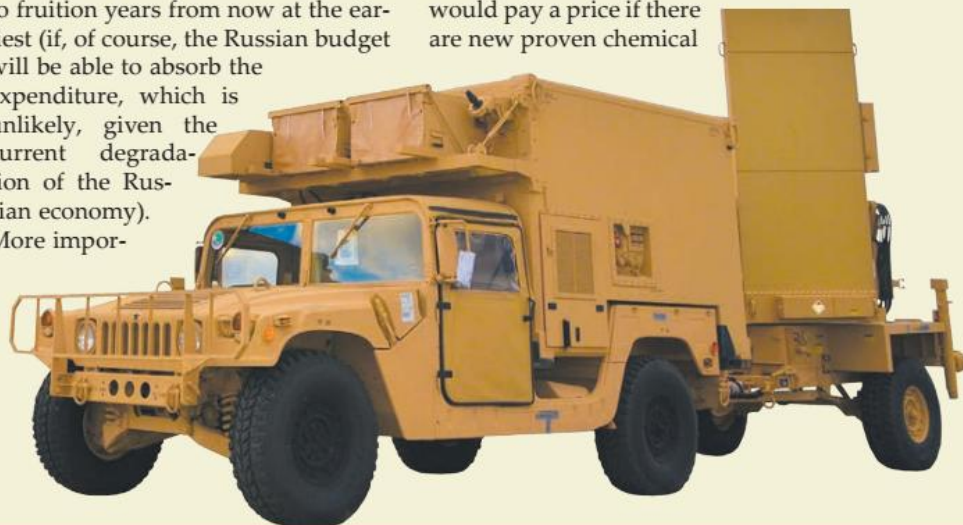 o fruition years from now at the ear-
iest (if, of course, the Russian budget
will be able to absorb the
expenditure, which is
unlikely, given the
urrent degrada-
ion of the Rus-
ian economy).
More impor-
would pay a price if there
are new proven chemical